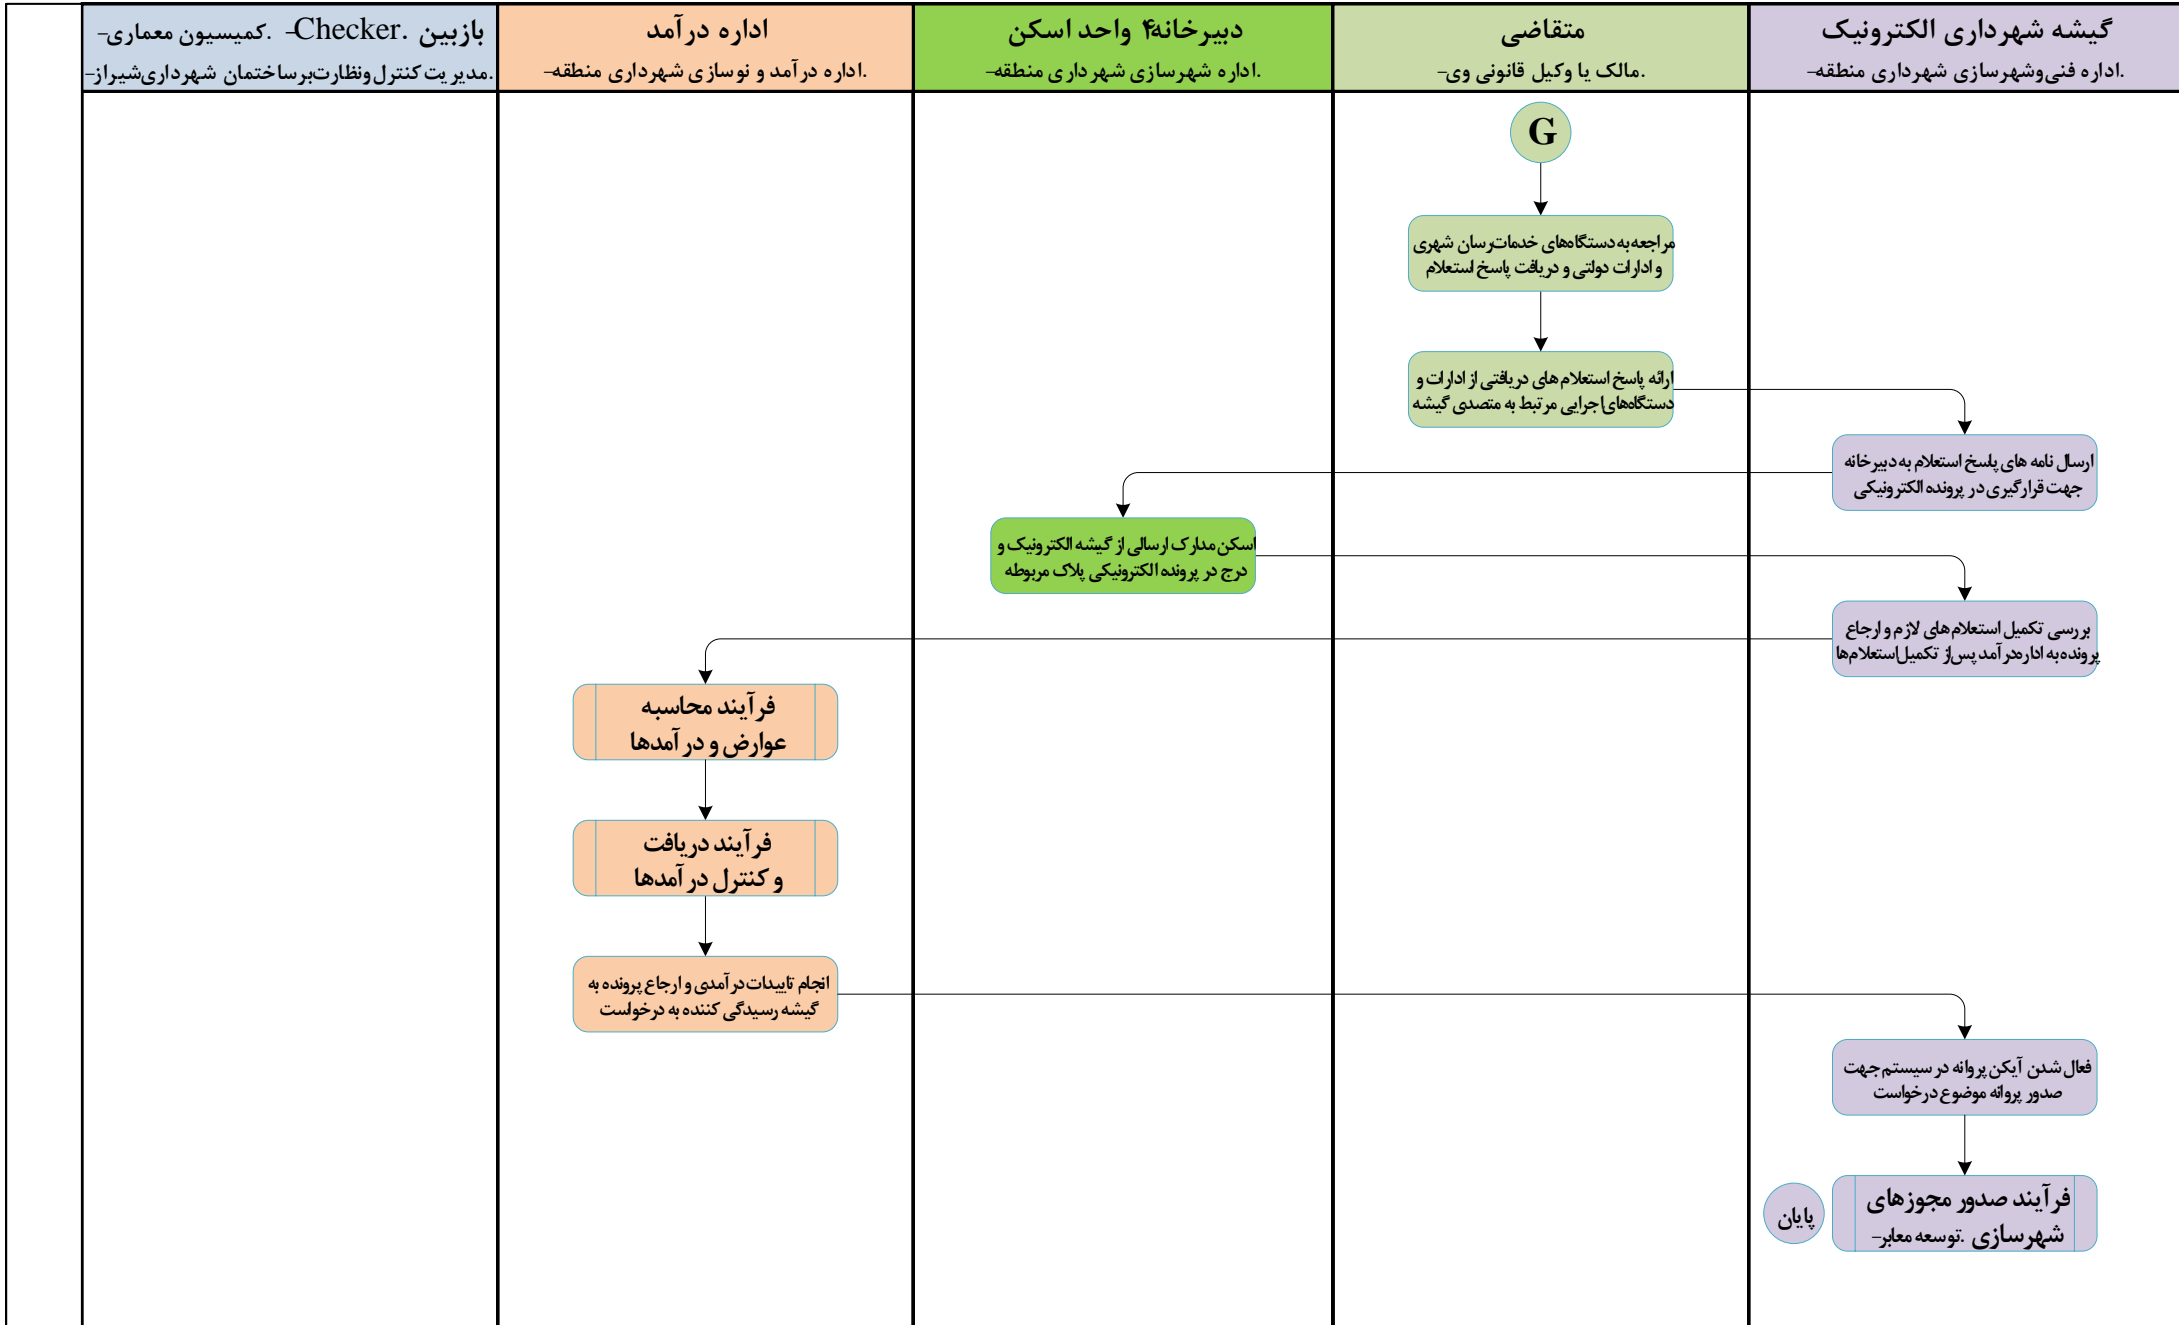 گیشه شهرداری الکترونیک
.اداره فنی‌وشهرسازی شهرداری منطقه–
متقاضی
.مالک یا وکیل قانونی وی–
دبیرخانه۴ واحد اسکن
.اداره شهرسازی شهرداری منطقه–
اداره درآمد
.اداره درآمد و نوسازی شهرداری منطقه–
بازبین .Checker– .کمیسیون معماری–
.مدیریت کنترل‌ونظارت‌برساختمان شهرداری‌شیراز–
G
مراجعه به دستگاه‌های خدمات‌رسان شهری
و ادارات دولتی و دریافت پاسخ استعلام
ارائه پاسخ استعلام های دریافتی از ادارات و
دستگاه‌های اجرایی مرتبط به متصدی گیشه
ارسال نامه های پاسخ استعلام به دبیرخانه
جهت قرارگیری در پرونده الکترونیکی
اسکن مدارک ارسالی از گیشه الکترونیک و
درج در پرونده الکترونیکی پلاک مربوطه
بررسی تکمیل استعلام‌های لازم و ارجاع
پرونده به اداره درآمد پس از تکمیل استعلام‌ها
فرآیند محاسبه
عوارض و درآمدها
فرآیند دریافت
و کنترل درآمدها
انجام تاییدات درآمدی و ارجاع پرونده به
گیشه رسیدگی کننده به درخواست
فعال شدن آیکن پروانه در سیستم جهت
صدور پروانه موضوع درخواست
فرآیند صدور مجوزهای
شهرسازی .توسعه معابر–
پایان